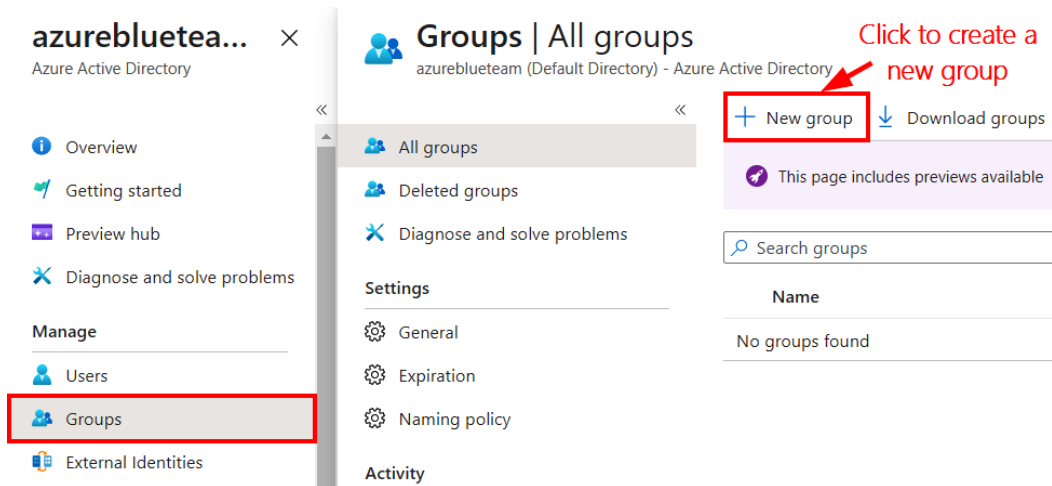 azurebluetea...
Azure Active Directory
Overview
Getting started
Preview hub
Diagnose and solve problems
Manage
Users
Groups
External Identities
Groups | All groups
azureblueteam (Default Directory) - Azure Active Directory
All groups
Deleted groups
Diagnose and solve problems
Settings
General
Expiration
Naming policy
Activity
Click to create a
new group
New group
Download groups
This page includes previews available
Search groups
Name
No groups found